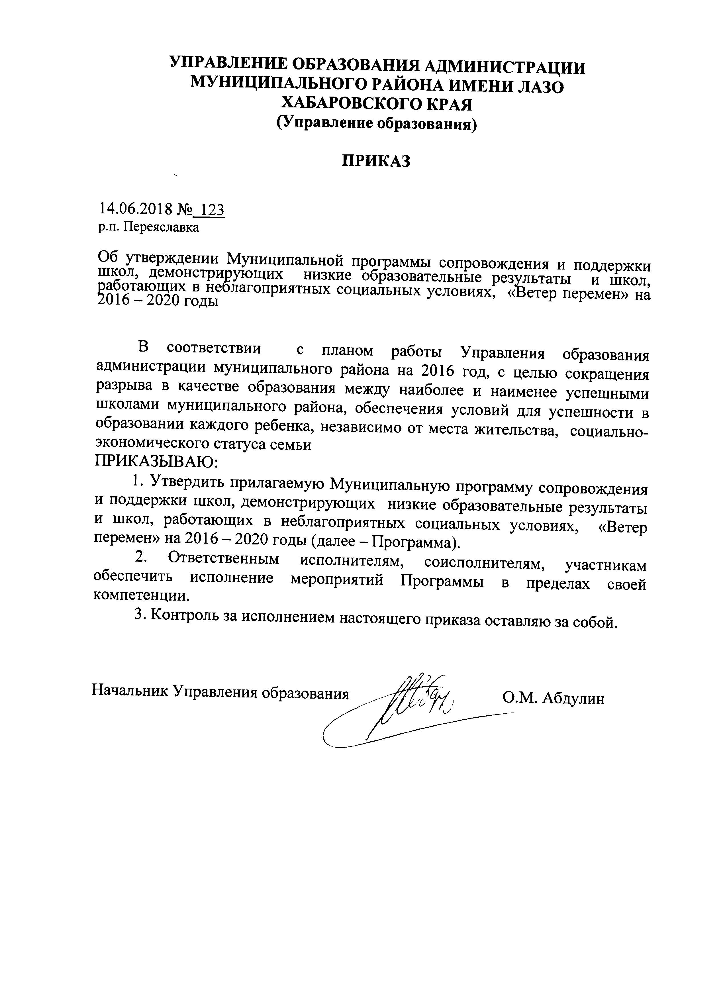 УПРАВЛЕНИЕ ОБРАЗОВАНИЯ АДМИНИСТРАЦИИ
МУНИЦИПАЛЬНОГО РАЙОНА ИМЕНИ ЛАЗО
ХАБАРОВСКОГО КРАЯ
(Управление образования)
ПРИКАЗ
14.06.2018 № 123
р.п. Переяславка
Об утверждении Муниципальной программы сопровождения и поддержки
школ, демонстрирующих низкие образовательные результаты и школ,
работающих в неблагоприятных социальных условиях, «Ветер перемен» на
2016 – 2020 годы
В соответствии с планом работы Управления образования
администрации муниципального района на 2016 год, с целью сокращения
разрыва в качестве образования между наиболее и наименее успешными
школами муниципального района, обеспечения условий для успешности в
образовании каждого ребенка, независимо от места жительства, социально-
экономического статуса семьи
ПРИКАЗЫВАЮ:
1. Утвердить прилагаемую Муниципальную программу сопровождения
и поддержки школ, демонстрирующих низкие образовательные результаты
и школ, работающих в неблагоприятных социальных условиях, «Ветер
перемен» на 2016 – 2020 годы (далее – Программа).
2. Ответственным исполнителям, соисполнителям, участникам
обеспечить исполнение мероприятий Программы в пределах своей
компетенции.
3. Контроль за исполнением настоящего приказа оставляю за собой.
Начальник Управления образования О.М. Абдулин